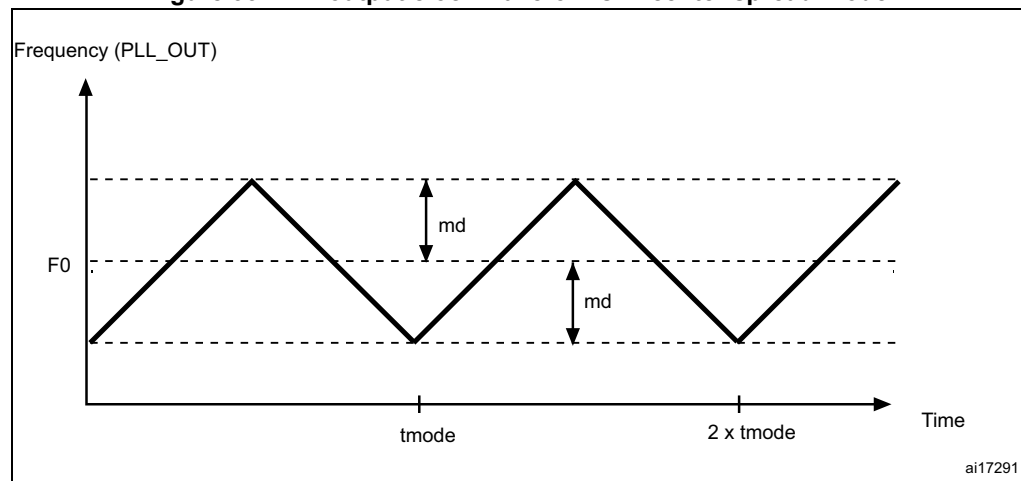 Frequency (PLL_OUT)
md
F0
md
tmode
2 x tmode
Time
ai17291